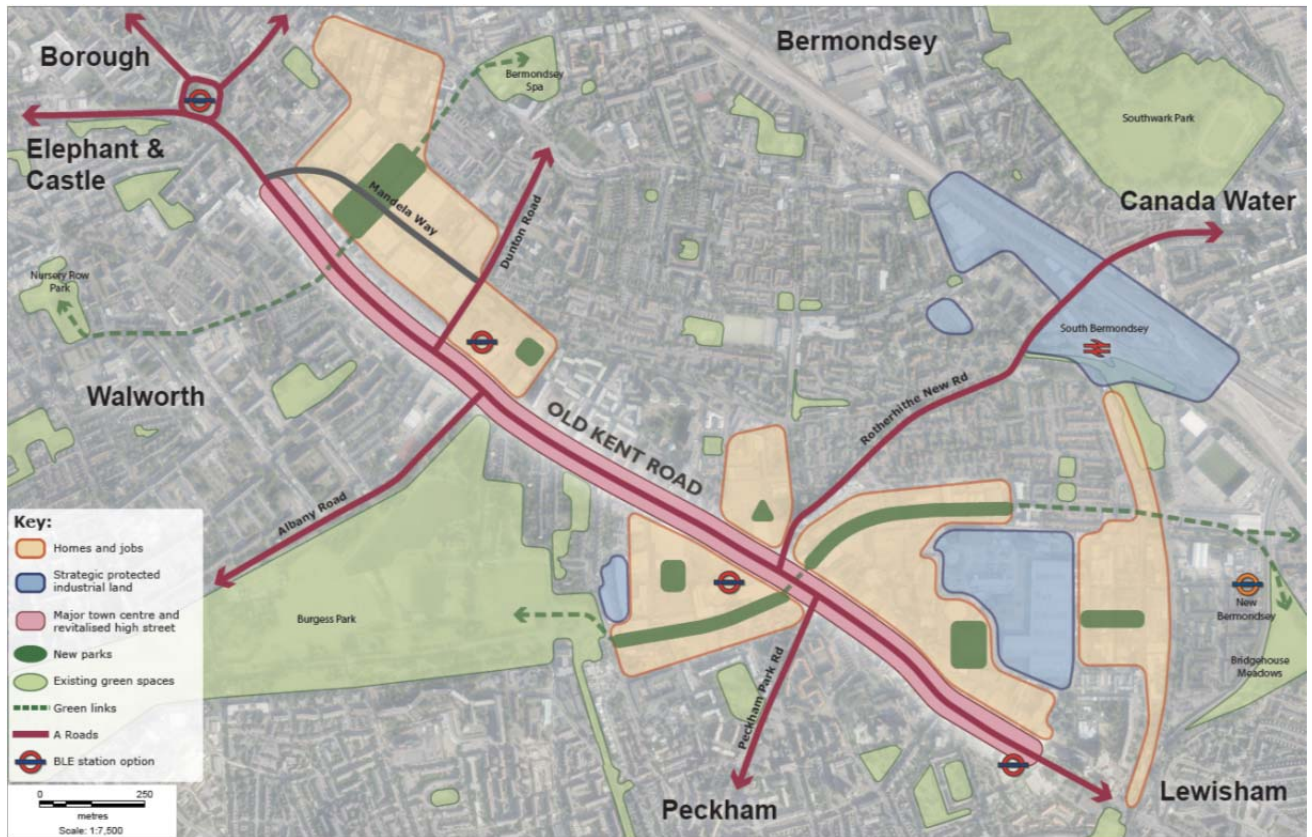 Borough
Bermondsey
Bermondsey
Spa
Southwark Park
Elephant &
Castle
Mandela Way
Dunton Road
Canada Water
Nursery Row
Park
South Bermondsey
Walworth
OLD KENT ROAD
Rotherhithe New Rd
Albany Road
Key:
Homes and jobs
Strategic protected
industrial land
Major town centre and
revitalised high street
New parks
Existing green spaces
Green links
A Roads
BLE station option
0
250
metres
Scale: 1:7,500
Burgess Park
New
Bermondsey
Bridgehouse
Meadows
Peckham Park Rd
Peckham
Lewisham